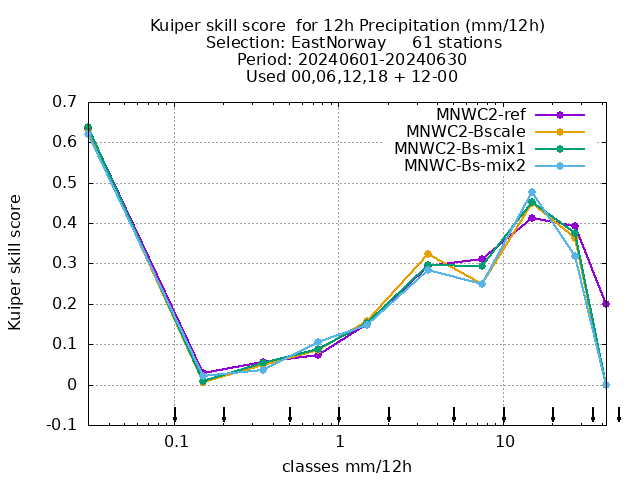 Kuiper skill score  for 12h Precipitation (mm/12h)
Selection: EastNorway     61 stations
Period: 20240601-20240630
Used 00,06,12,18 + 12-00
MNWC2-ref
MNWC2-Bscale
MNWC2-Bs-mix1
MNWC-Bs-mix2
Kuiper skill score
0.7
0.6
0.5
0.4
0.3
0.2
0.1
0
-0.1
0.1 1 10
classes mm/12h